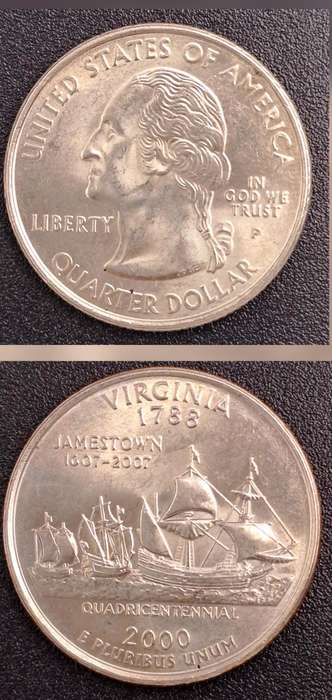 UNITED STATES OF AMERICA
LIBERTY
IN
GOD WE
TRUST
P
QUARTER DOLLAR
VIRGINIA
1788
JAMESTOWN
1607-2007
QUADRICENTENNIAL
2000
E PLURIBUS UNUM